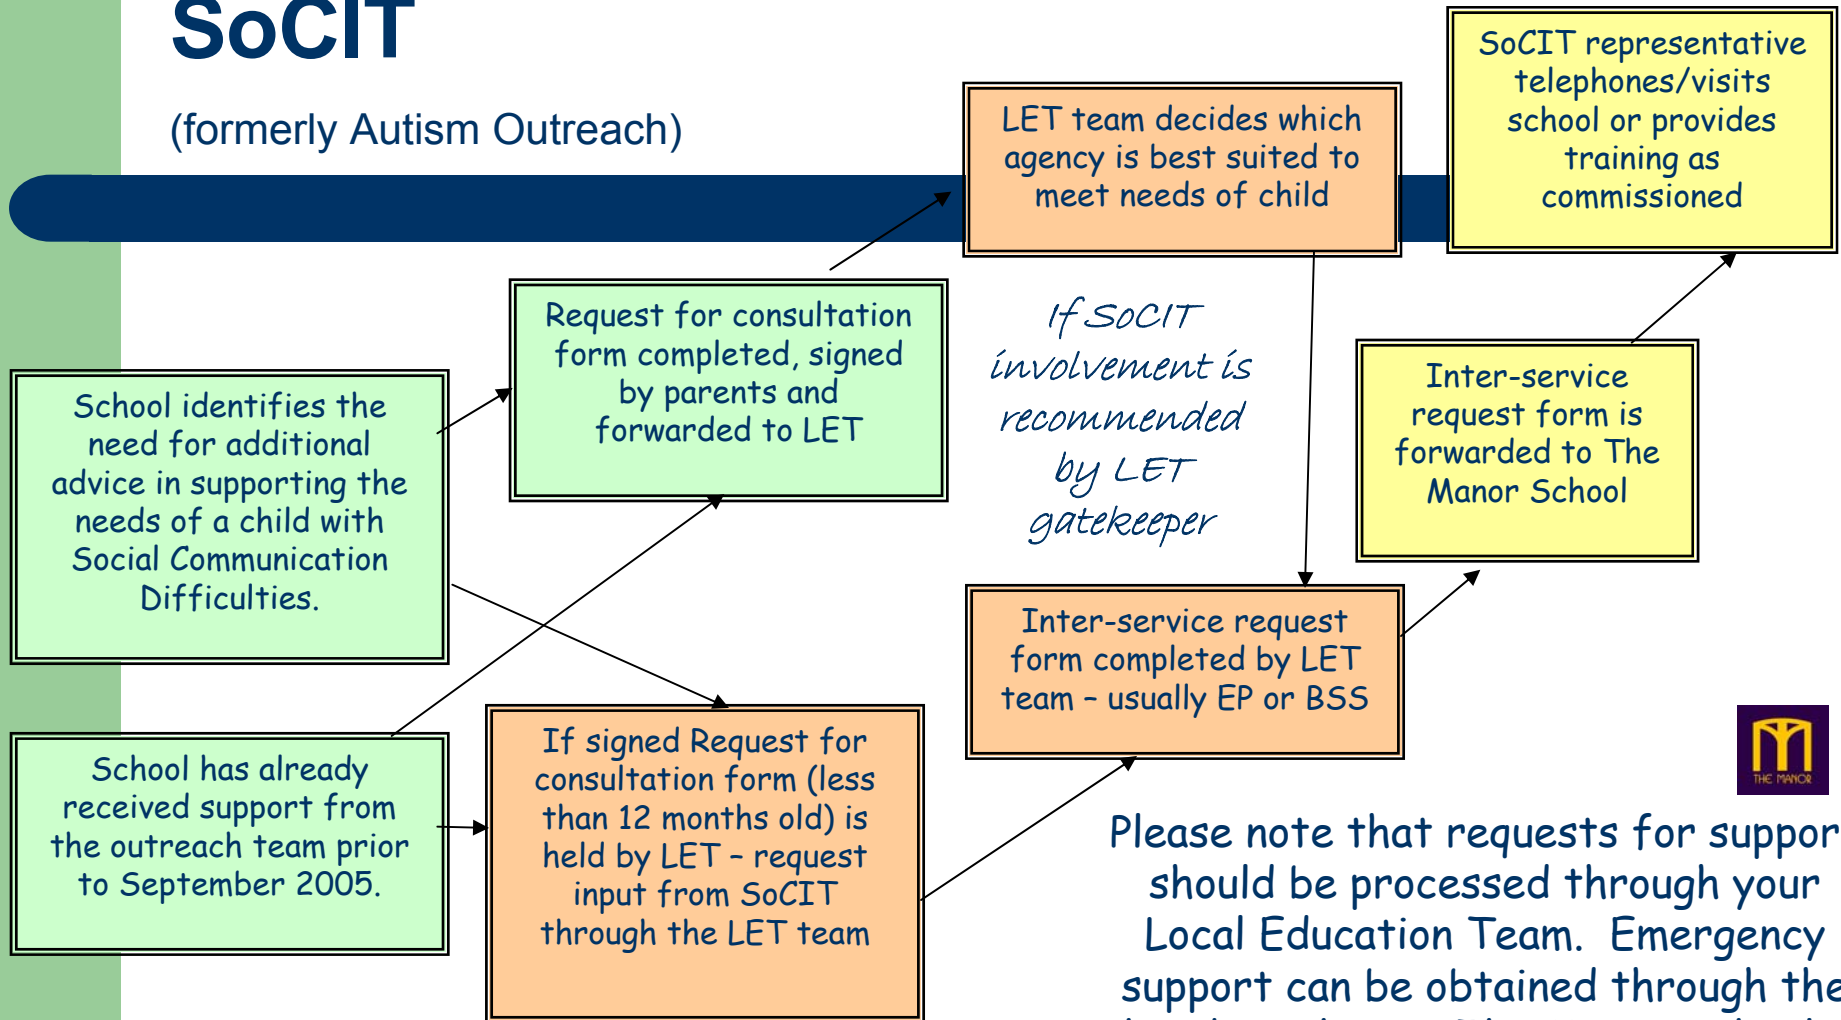 SoCIT
(formerly Autism Outreach)
School identifies the
need for additional
advice in supporting the
needs of a child with
Social Communication
Difficulties.
School has already
received support from
the outreach team prior
to September 2005.
Request for consultation
form completed, signed
by parents and
forwarded to LET
If signed Request for
consultation form (less
than 12 months old) is
held by LET – request
input from SoCIT
through the LET team
LET team decides which
agency is best suited to
meet needs of child
If SoCIT
involvement is
recommended
by LET
gatekeeper
Inter-service request
form completed by LET
team – usually EP or BSS
Inter-service
request form is
forwarded to The
Manor School
SoCIT representative
telephones/visits
school or provides
training as
commissioned
THE MANOR
Please note that requests for suppor
should be processed through your
Local Education Team. Emergency
support can be obtained through the